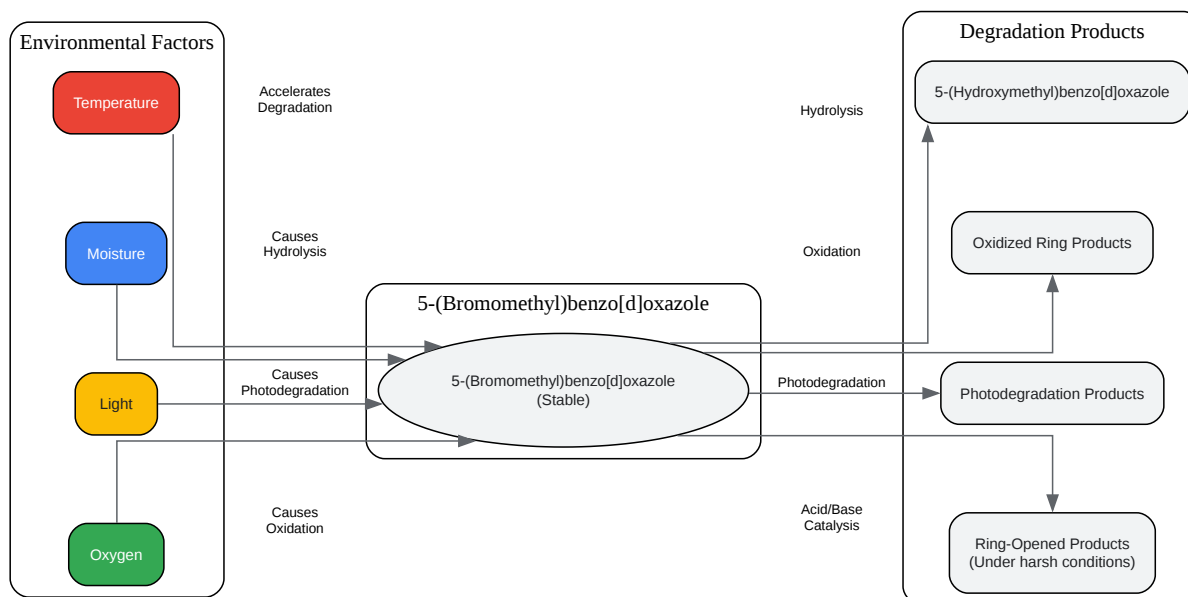 Environmental Factors
Temperature
Moisture
Light
Oxygen
Accelerates
Degradation
Causes
Hydrolysis
Causes
Photodegradation
Causes
Oxidation
5-(Bromomethyl)benzo[d]oxazole
5-(Bromomethyl)benzo[d]oxazole
(Stable)
Hydrolysis
Oxidation
Photodegradation
Acid/Base
Catalysis
Degradation Products
5-(Hydroxymethyl)benzo[d]oxazole
Oxidized Ring Products
Photodegradation Products
Ring-Opened Products
(Under harsh conditions)